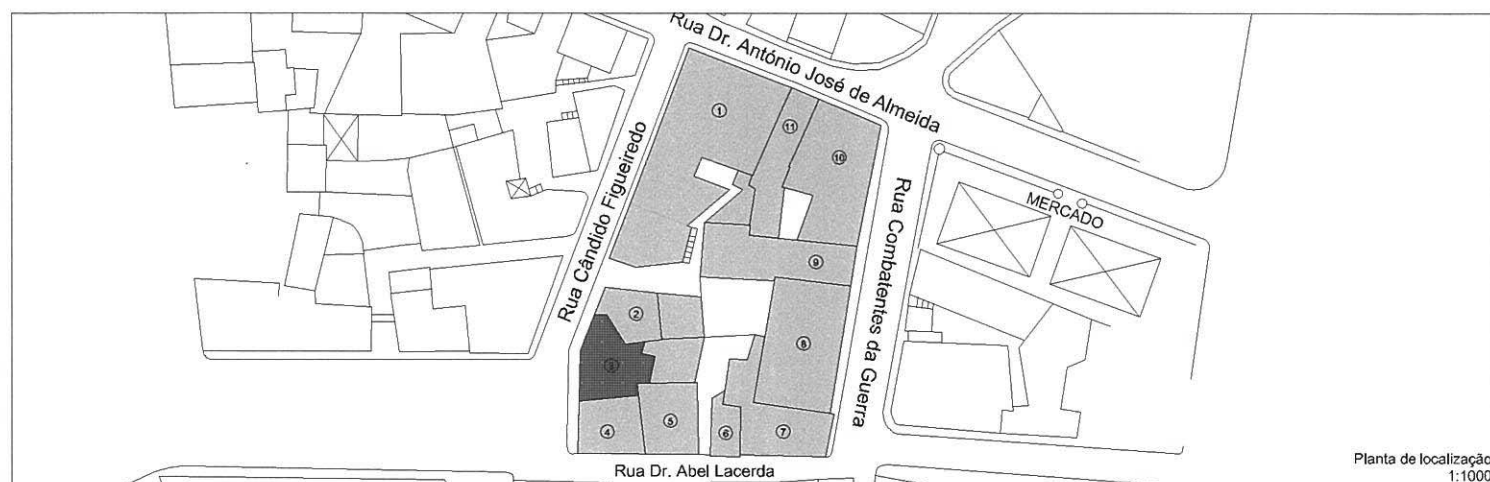 Rua Dr. António José de Almeida
①
⑪
⑩
Rua Cândido Figueiredo
Rua Combatentes da Guerra
MERCADO
⑨
②
⑧
③
④
⑤
⑥
⑦
Rua Dr. Abel Lacerda
Planta de localização
1:1000